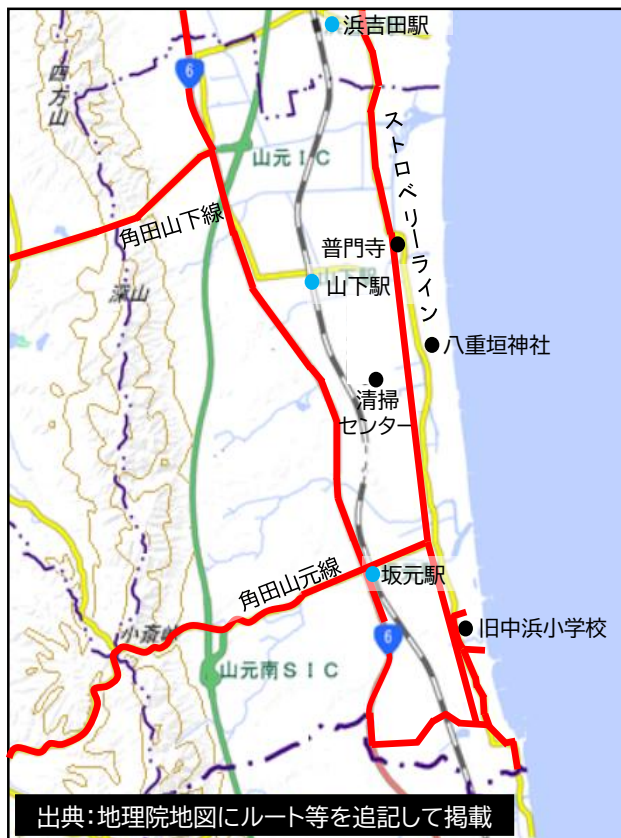 浜吉田駅
四方山
6
山元IC
ストロベリーライン
角田山下線
普門寺
山下駅
深山
八重垣神社
清掃
センター
角田山元線
坂元駅
小斎峠
6
旧中浜小学校
山元南SIC
出典：地理院地図にルート等を追記して掲載